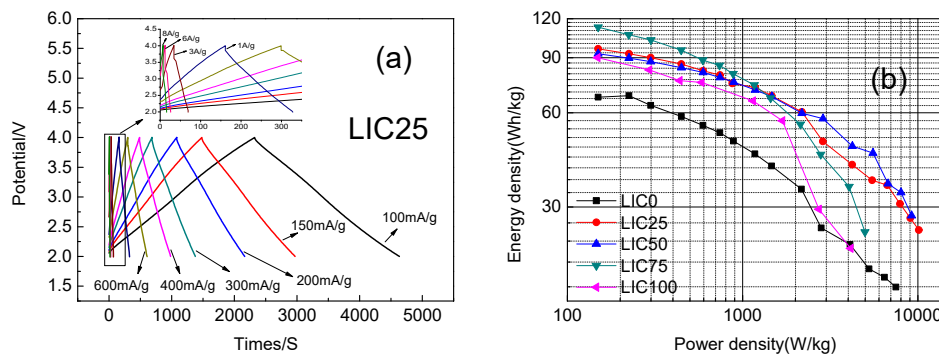 6.0
5.5
5.0
4.5
4.0
3.5
3.0
2.5
2.0
1.5
Potential/V
0 1000 2000 3000 4000 5000
Times/S
(a)
LIC25
4.0
3.5
3.0
2.5
2.0
0 100 200 300
8A/g
6A/g
3A/g
1A/g
100mA/g
150mA/g
200mA/g
300mA/g
400mA/g
600mA/g
120
90
60
30
Energy density(Wh/kg)
100 1000 10000
Power density(W/kg)
(b)
LIC0
LIC25
LIC50
LIC75
LIC100